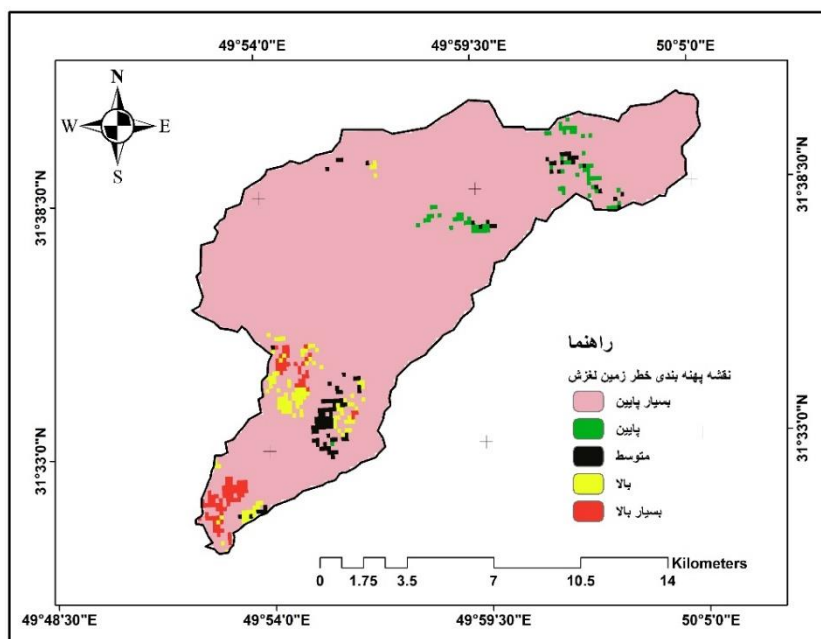 49°54'0"E 49°59'30"E 50°5'0"E
N
W E
S
31°38'30"N 31°38'30"N
راهنما
نقشه پهنه بندی خطر زمین لغزش
بسیار پایین
پایین
متوسط
بالا
بسیار بالا
31°33'0"N 31°33'0"N
Kilometers
0 1.75 3.5 7 10.5 14
49°48'30"E 49°54'0"E 49°59'30"E 50°5'0"E